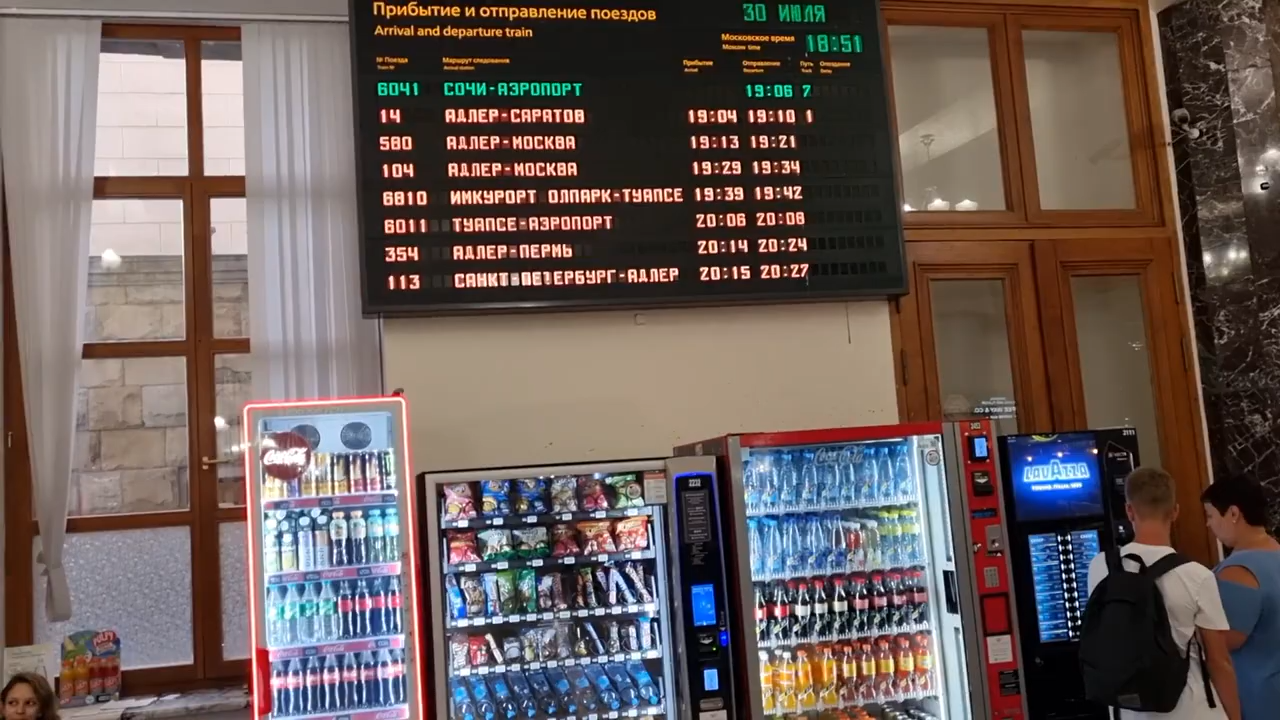 Прибытие и отправление поездов
30 ИЮЛЯ
Arrival and departure train
Московское время 18:51
№ Поезда Маршрут следования Прибытие Отправление Путь Опоздание
6041 СОЧИ-АЭРОПОРТ 19:06 7
14 АДЛЕР-САРАТОВ 19:04 19:10 1
580 АДЛЕР-МОСКВА 19:13 19:21
104 АДЛЕР-МОСКВА 19:29 19:34
6810 ИМКУРОРТ ОЛПАРК-ТУАПСЕ 19:39 19:42
6011 ТУАПСЕ-АЭРОПОРТ 20:06 20:08
354 АДЛЕР-ПЕРМЬ 20:14 20:24
113 САНКТ-ПЕТЕРБУРГ-АДЛЕР 20:15 20:27
Coca-Cola
LAVAZZA